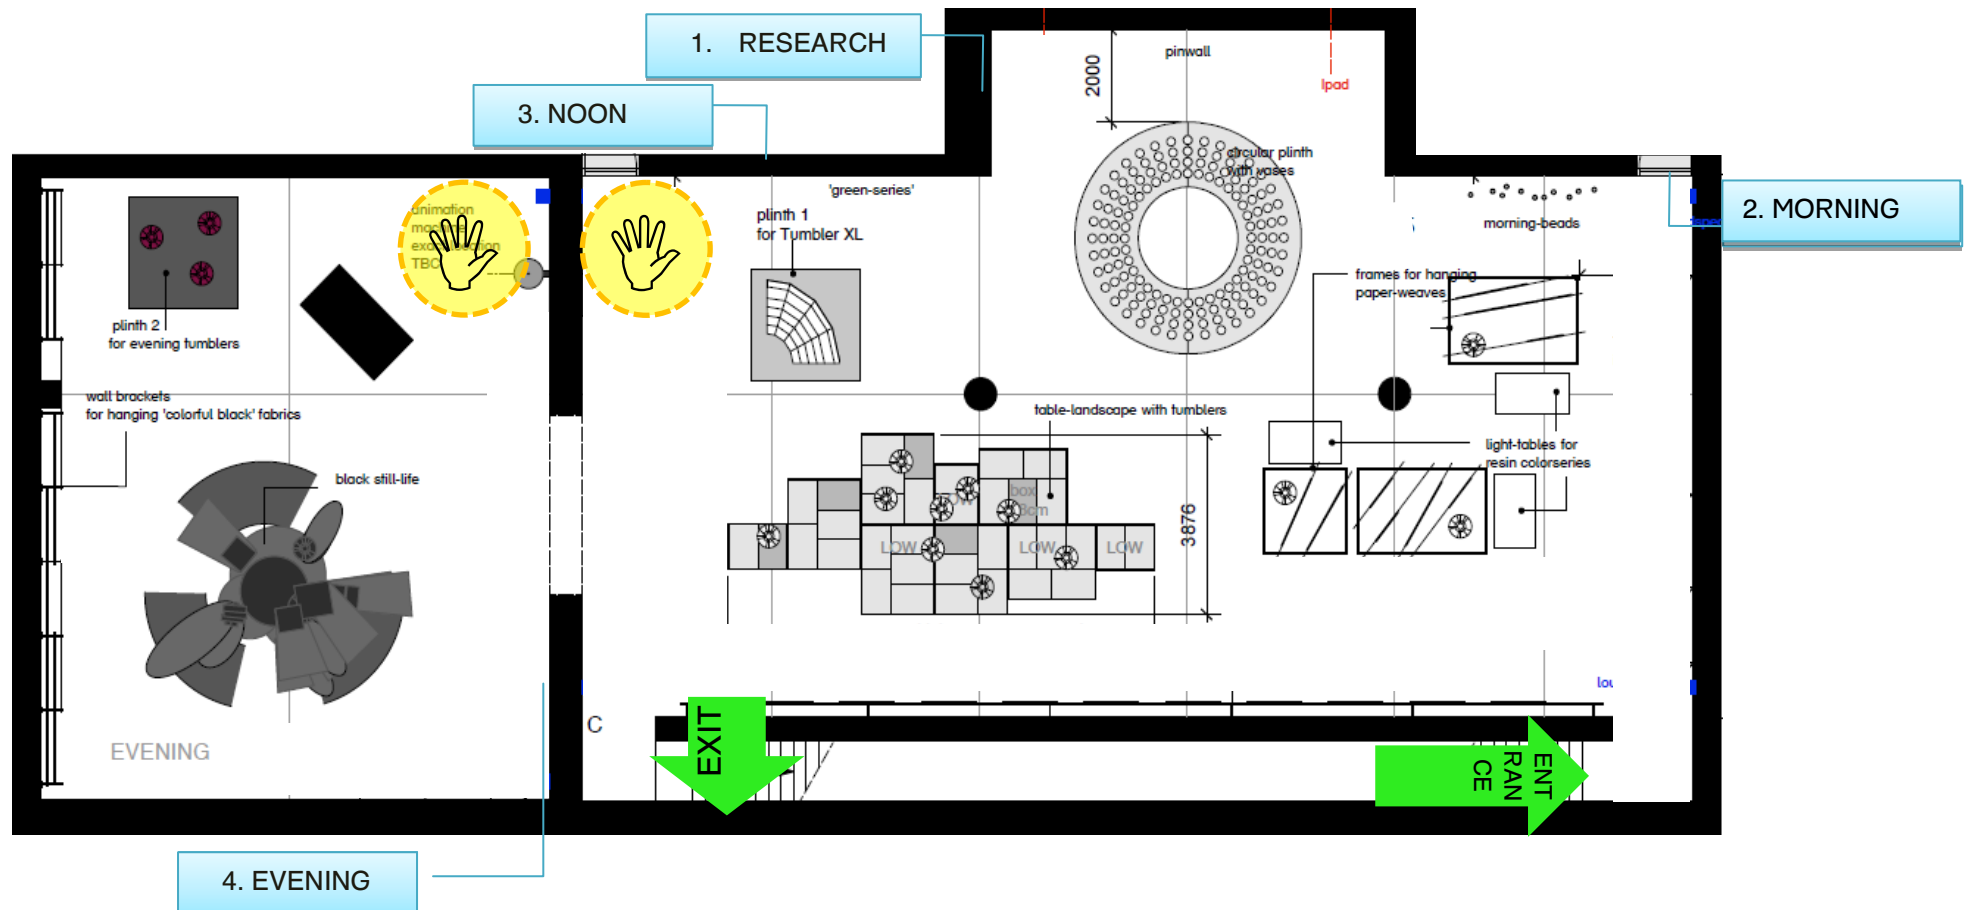 1. RESEARCH
3. NOON
2. MORNING
pinwall
2000
Ipad
circular plinth
with vases
'green-series'
plinth 1
for Tumbler XL
morning-beads
frames for hanging
paper-weaves
animation
TBC
plinth 2
for evening tumblers
wall brackets
for hanging 'colorful black' fabrics
black still-life
table-landscape with tumblers
light-tables for
resin colorseries
box
8cm
LOW
LOW
LOW
3876
EVENING
C
EXIT
ENT
RAN
CE
4. EVENING